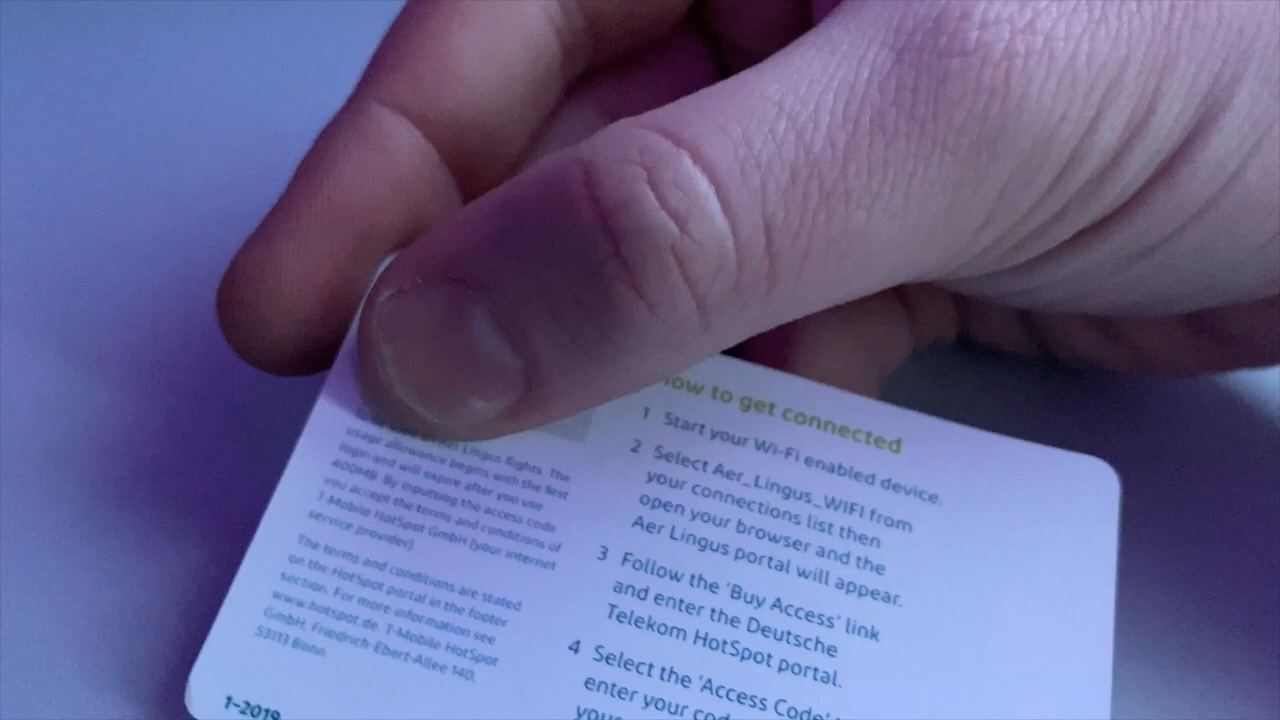 Lingus flights. The
usage allowance begins with the first
login and will expire after you use
400MB. By inputting the access code
you accept the terms and conditions of
T-Mobile HotSpot GmbH (your internet
service provider)
The terms and conditions are stated
on the HotSpot portal in the footer
section. For more information see
www.hotspot.de. T-Mobile HotSpot
GmbH, Friedrich-Ebert-Allee 140,
53113 Bonn.
1-2019
how to get connected
1 Start your Wi-Fi enabled device.
2 Select Aer_Lingus_WIFI from
your connections list then
open your browser and the
Aer Lingus portal will appear.
3 Follow the 'Buy Access' link
and enter the Deutsche
Telekom HotSpot portal.
4 Select the 'Access Code'
enter your